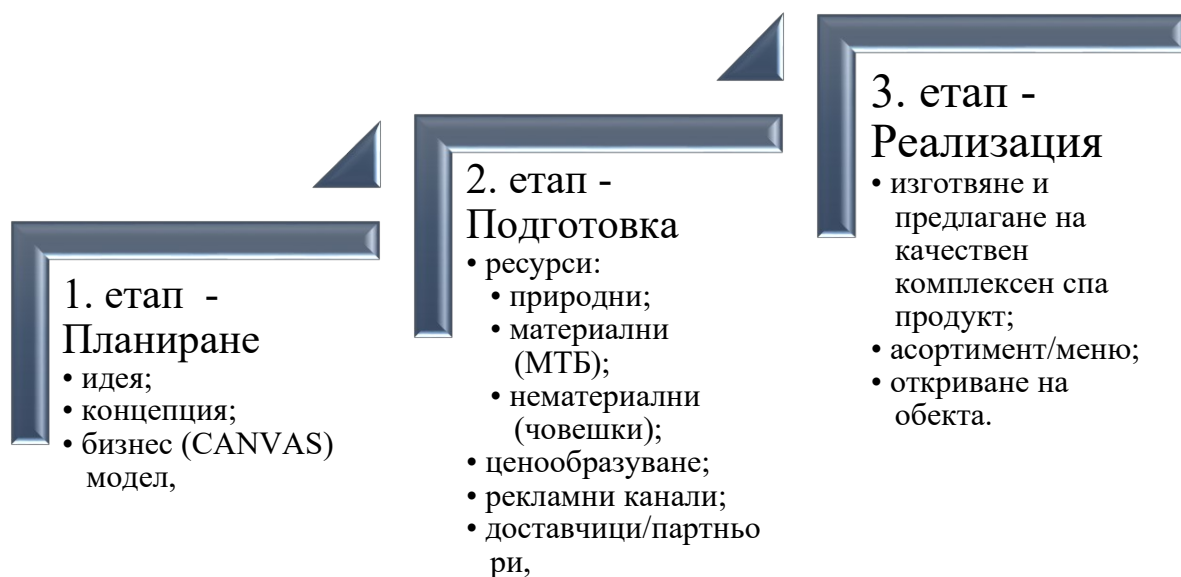 1. етап -
Планиране
• идея;
• концепция;
• бизнес (CANVAS)
модел,
2. етап -
Подготовка
• ресурси:
• природни;
• материални
(МТБ);
• нематериални
(човешки);
• ценообразуване;
• рекламни канали;
• доставчици/партньо
ри,
3. етап -
Реализация
• изготвяне и
предлагане на
качествен
комплексен спа
продукт;
• асортимент/меню;
• откриване на
обекта.